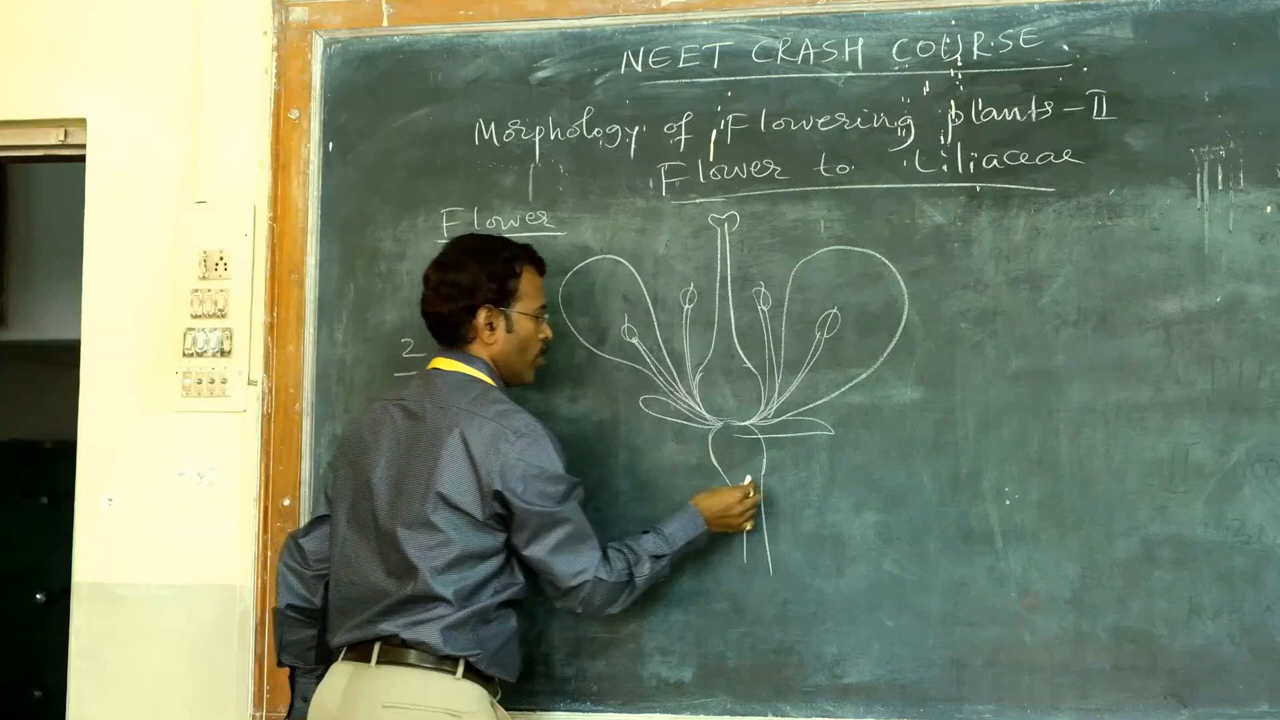 NEET CRASH COURSE
Morphology of Flowering plants - II
Flower to Liliaceae
Flower
2